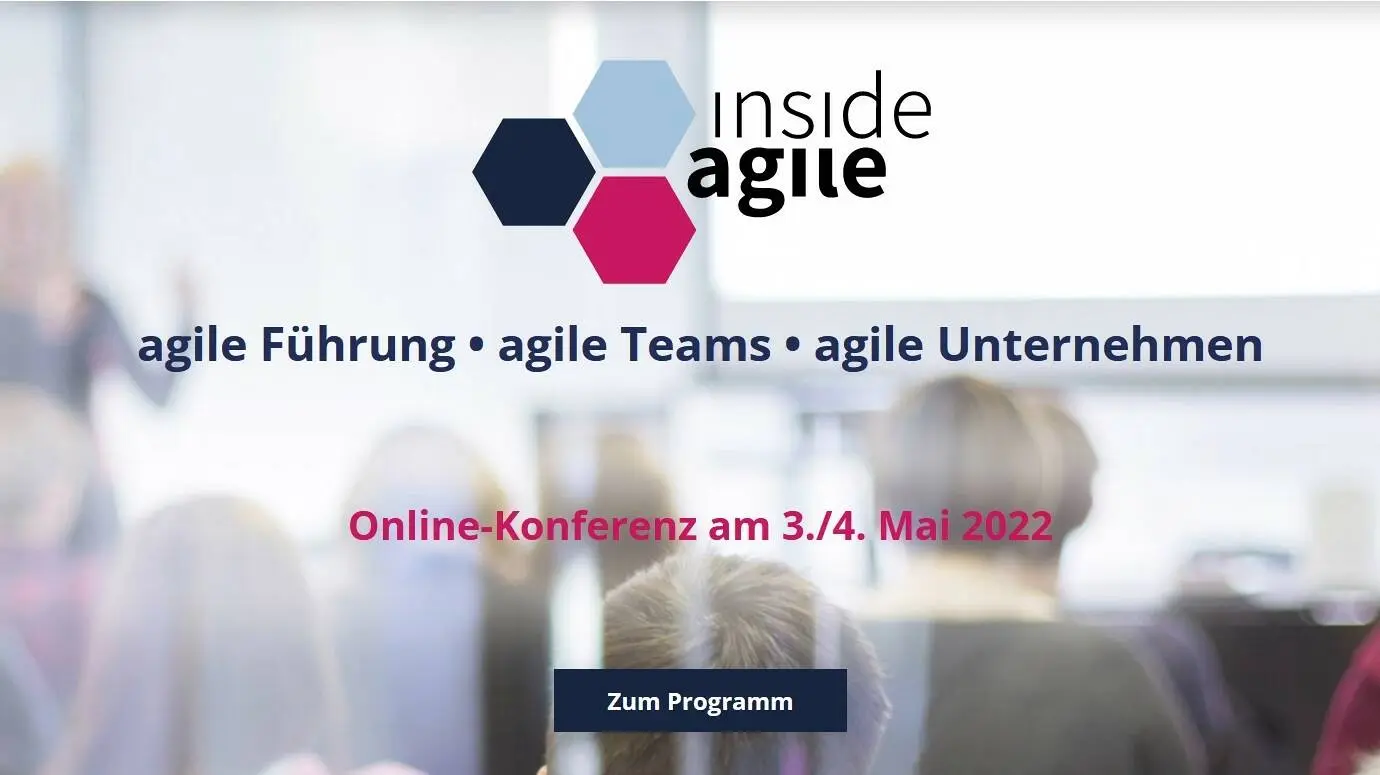 inside
agile
agile Führung • agile Teams • agile Unternehmen
Online-Konferenz am 3./4. Mai 2022
Zum Programm